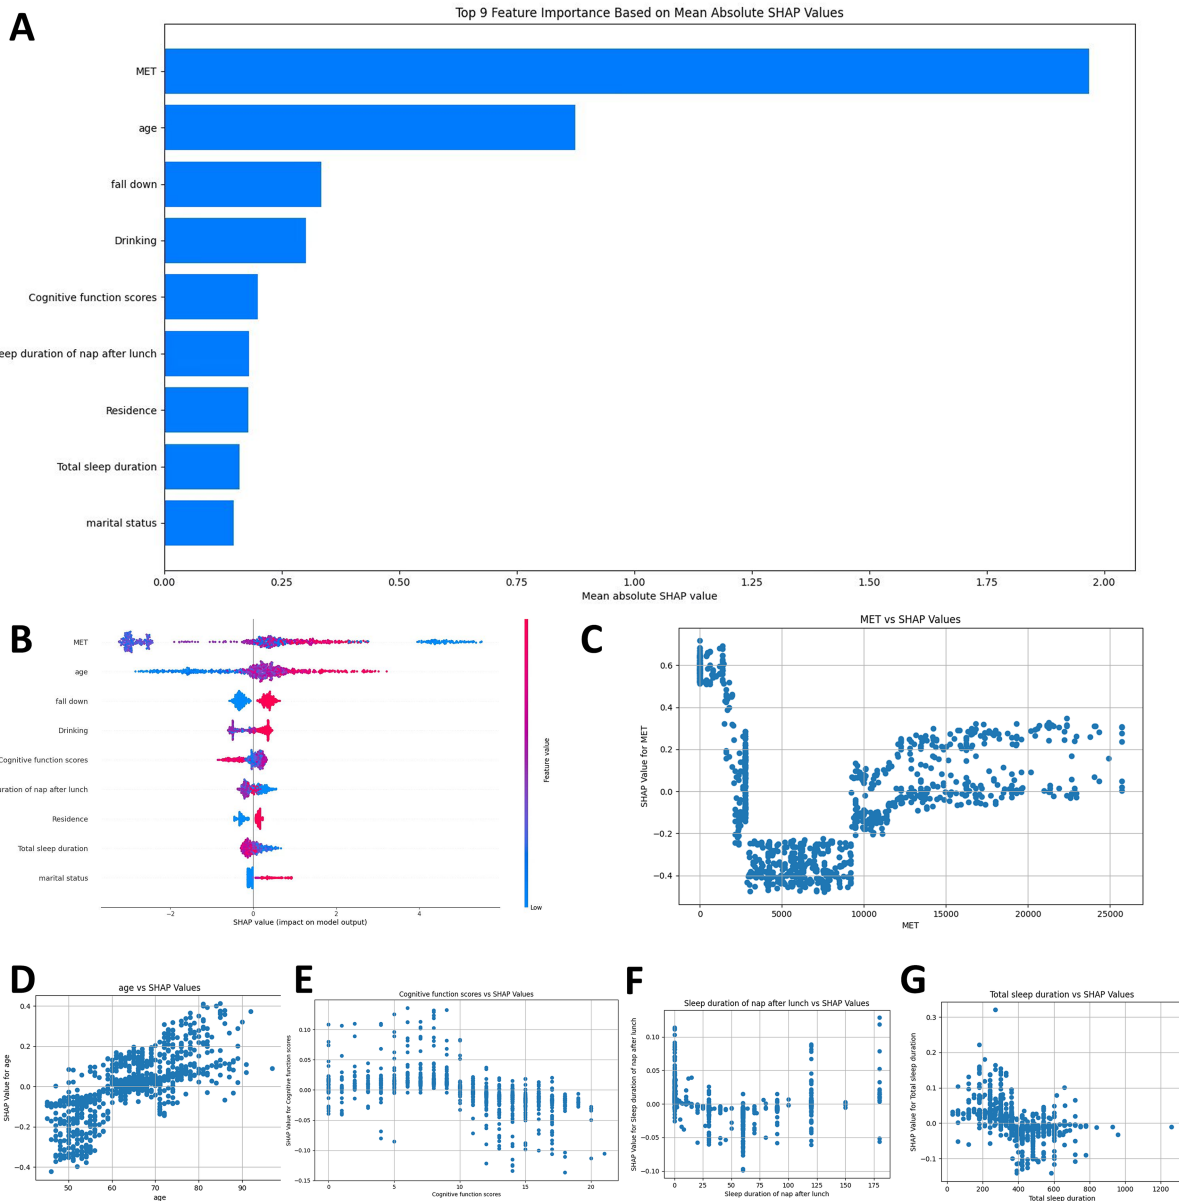 A
Top 9 Feature Importance Based on Mean Absolute SHAP Values
MET
age
fall down
Drinking
Cognitive function scores
eep duration of nap after lunch
Residence
Total sleep duration
marital status
0.00 0.25 0.50 0.75 1.00 1.25 1.50 1.75 2.00
Mean absolute SHAP value
B
MET
age
fall down
Drinking
Cognitive function scores
uration of nap after lunch
Residence
Total sleep duration
marital status
−2 0 2 4
SHAP value (impact on model output)
Feature value
Low
C
MET vs SHAP Values
SHAP Value for MET
0.6
0.4
0.2
0.0
−0.2
−0.4
0 5000 10000 15000 20000 25000
MET
D
age vs SHAP Values
SHAP Value for age
0.4
0.2
0.0
−0.2
−0.4
50 60 70 80 90
age
E
Cognitive function scores vs SHAP Values
SHAP Value for Cognitive function scores
0.10
0.05
0.00
−0.05
−0.10
−0.15
0 5 10 15 20
Cognitive function scores
F
Sleep duration of nap after lunch vs SHAP Values
SHAP Value for Sleep duration of nap after lunch
0.10
0.05
0.00
−0.05
−0.10
0 25 50 75 100 125 150 175
Sleep duration of nap after lunch
G
Total sleep duration vs SHAP Values
SHAP Value for Total sleep duration
0.3
0.2
0.1
0.0
−0.1
0 200 400 600 800 1000 1200
Total sleep duration